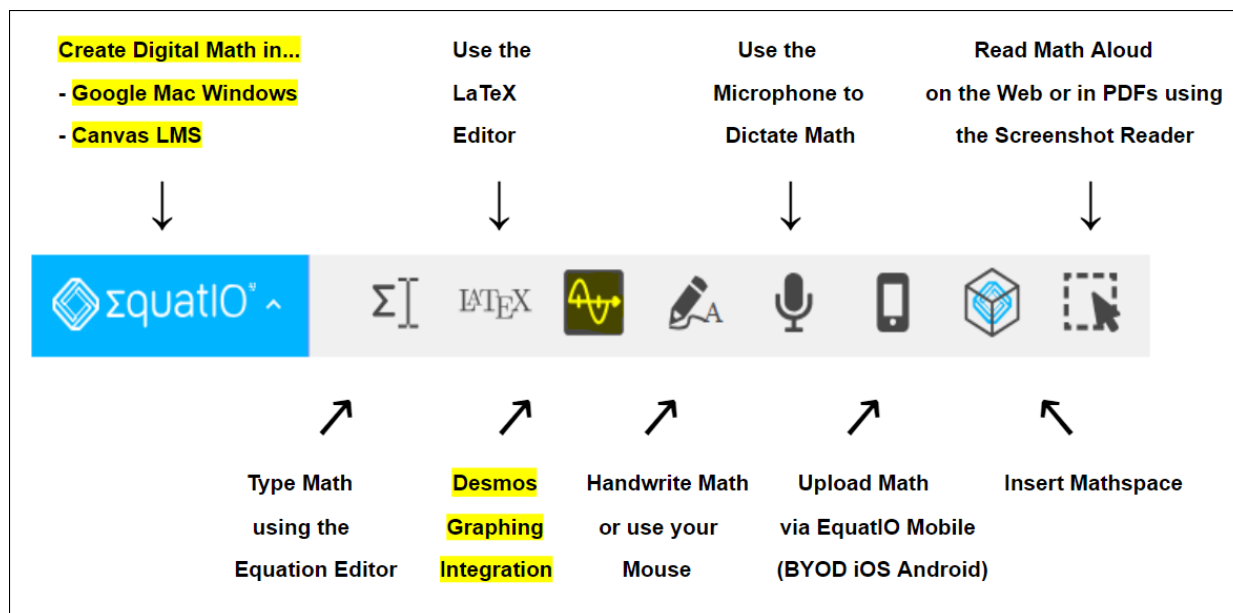 Create Digital Math in...
- Google Mac Windows
- Canvas LMS
Use the
LaTeX
Editor
Use the
Microphone to
Dictate Math
Read Math Aloud
on the Web or in PDFs using
the Screenshot Reader
ΣquatIO
Σ
LATEX
A
Type Math
using the
Equation Editor
Desmos
Graphing
Integration
Handwrite Math
or use your
Mouse
Upload Math
via EquatIO Mobile
(BYOD iOS Android)
Insert Mathspace